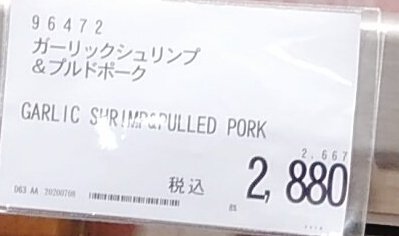 96472
ガーリックシュリンプ
&プルドポーク
GARLIC SHRIMP&PULLED PORK
2,667
税込 2,880
D63 AA 20200708